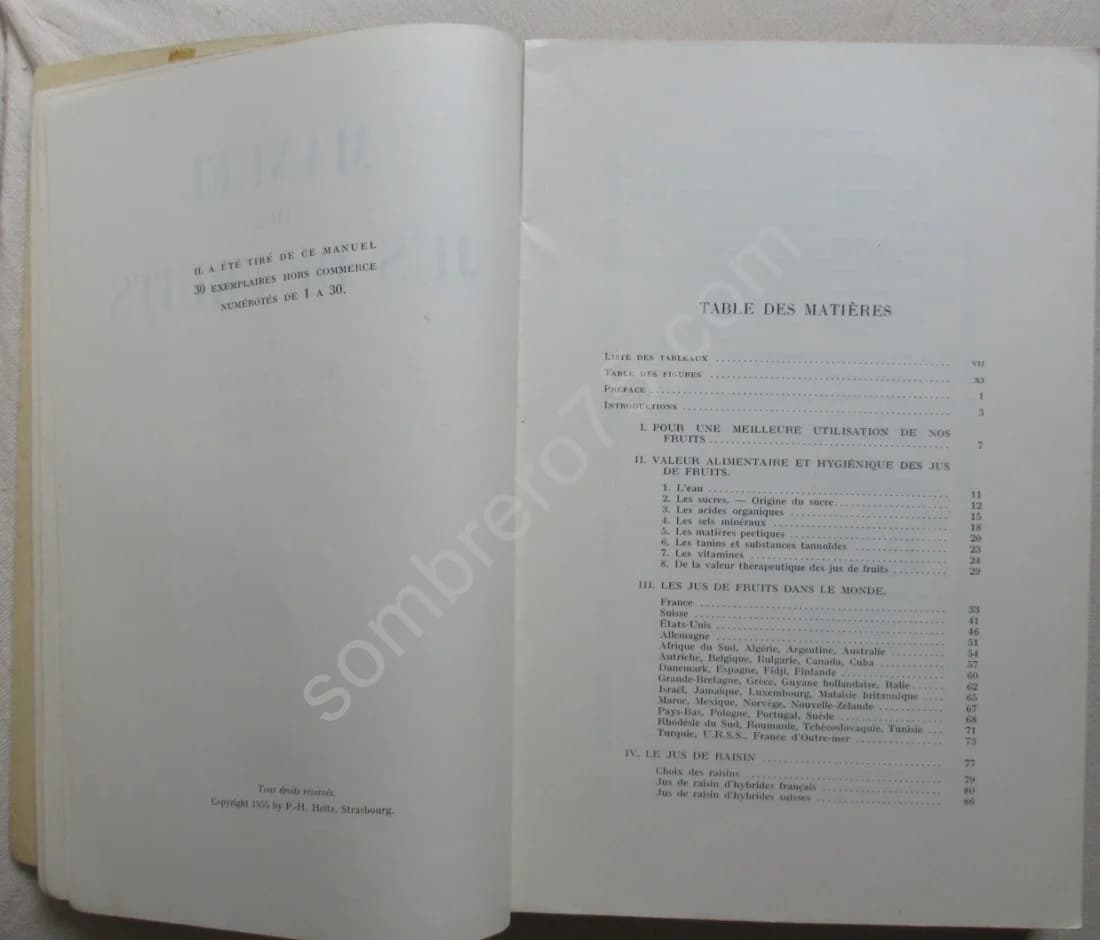 IL A ÉTÉ TIRÉ DE CE MANUEL
30 EXEMPLAIRES HORS COMMERCE
NUMÉROTÉS DE 1 A 30.
Tous droits réservés.
Copyright 1955 by P.-H. Heitz, Strasbourg.
TABLE DES MATIÈRES
LISTE DES TABLEAUX VII
TABLE DES FIGURES XI
PRÉFACE 1
INTRODUCTIONS 3
I. POUR UNE MEILLEURE UTILISATION DE NOS
FRUITS 7
II. VALEUR ALIMENTAIRE ET HYGIÉNIQUE DES JUS
DE FRUITS.
1. L'eau 11
2. Les sucres. — Origine du sucre 12
3. Les acides organiques 15
4. Les sels minéraux 18
5. Les matières pectiques 20
6. Les tanins et substances tannoïdes 23
7. Les vitamines 24
8. De la valeur thérapeutique des jus de fruits 29
III. LES JUS DE FRUITS DANS LE MONDE.
France 33
Suisse 41
États-Unis 46
Allemagne 51
Afrique du Sud, Algérie, Argentine, Australie 54
Autriche, Belgique, Bulgarie, Canada, Cuba 57
Danemark, Espagne, Fidji, Finlande 60
Grande-Bretagne, Grèce, Guyane hollandaise, Italie 62
Israël, Jamaïque, Luxembourg, Malaisie britannique 65
Maroc, Mexique, Norvège, Nouvelle-Zélande 67
Pays-Bas, Pologne, Portugal, Suède 68
Rhodésie du Sud, Roumanie, Tchécoslovaquie, Tunisie 71
Turquie, U.R.S.S., France d'Outre-mer 73
IV. LE JUS DE RAISIN 77
Choix des raisins 79
Jus de raisin d'hybrides français 80
Jus de raisin d'hybrides suisses 86